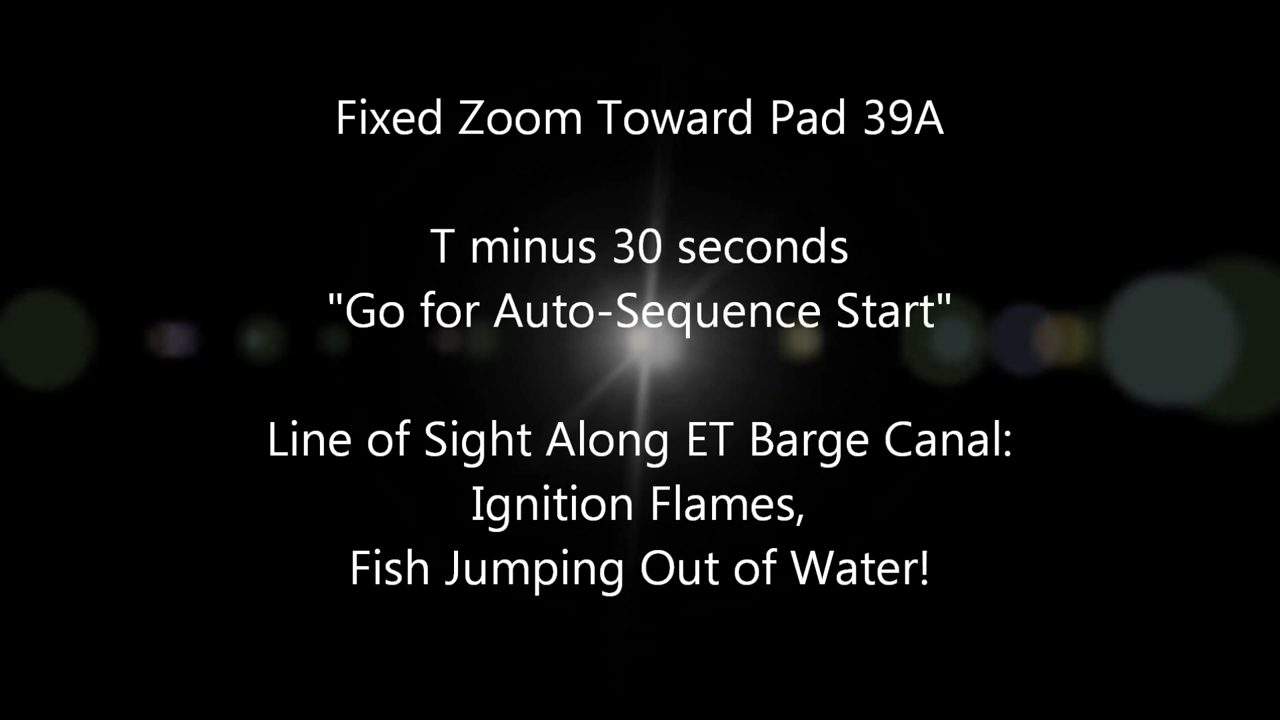 Fixed Zoom Toward Pad 39A
T minus 30 seconds
"Go for Auto-Sequence Start"
Line of Sight Along ET Barge Canal:
Ignition Flames,
Fish Jumping Out of Water!